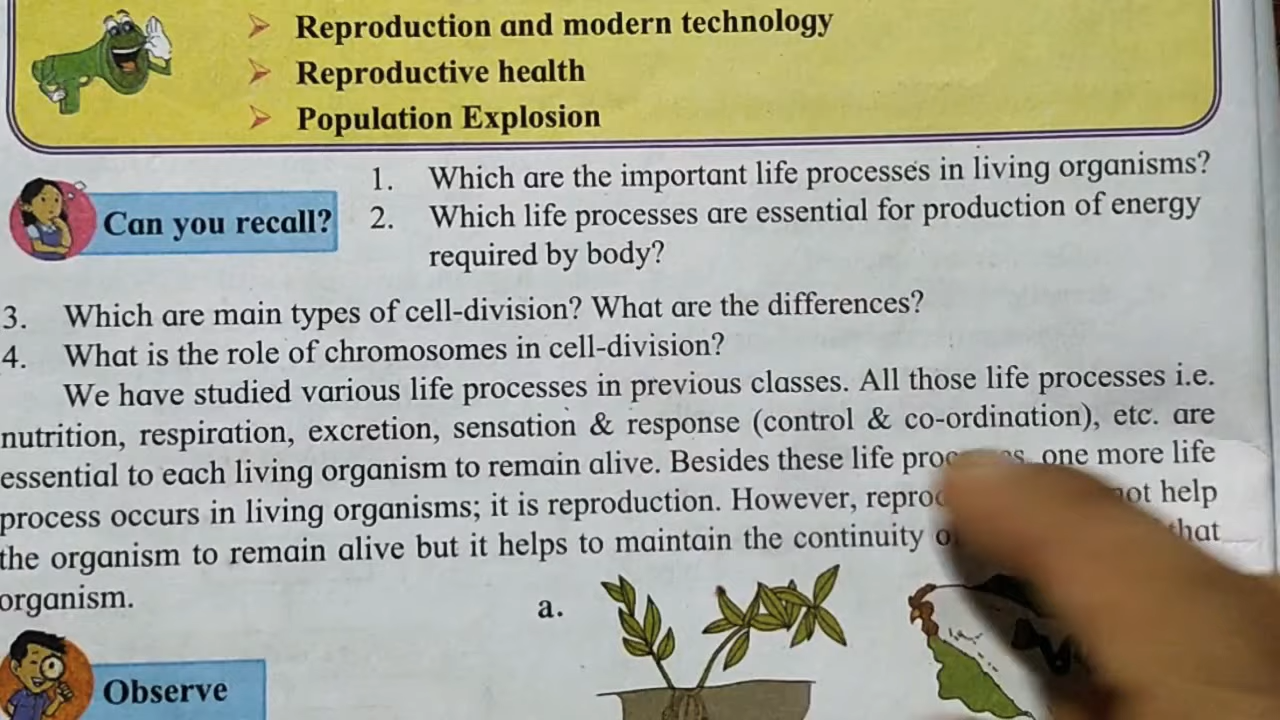 Reproduction and modern technology
Reproductive health
Population Explosion
Can you recall?
1. Which are the important life processes in living organisms?
2. Which life processes are essential for production of energy
required by body?
3. Which are main types of cell-division? What are the differences?
4. What is the role of chromosomes in cell-division?
We have studied various life processes in previous classes. All those life processes i.e.
nutrition, respiration, excretion, sensation & response (control & co-ordination), etc. are
essential to each living organism to remain alive. Besides these life one more life
process occurs in living organisms; it is reproduction. However, not help
the organism to remain alive but it helps to maintain the continuity that
organism.
a.
Observe